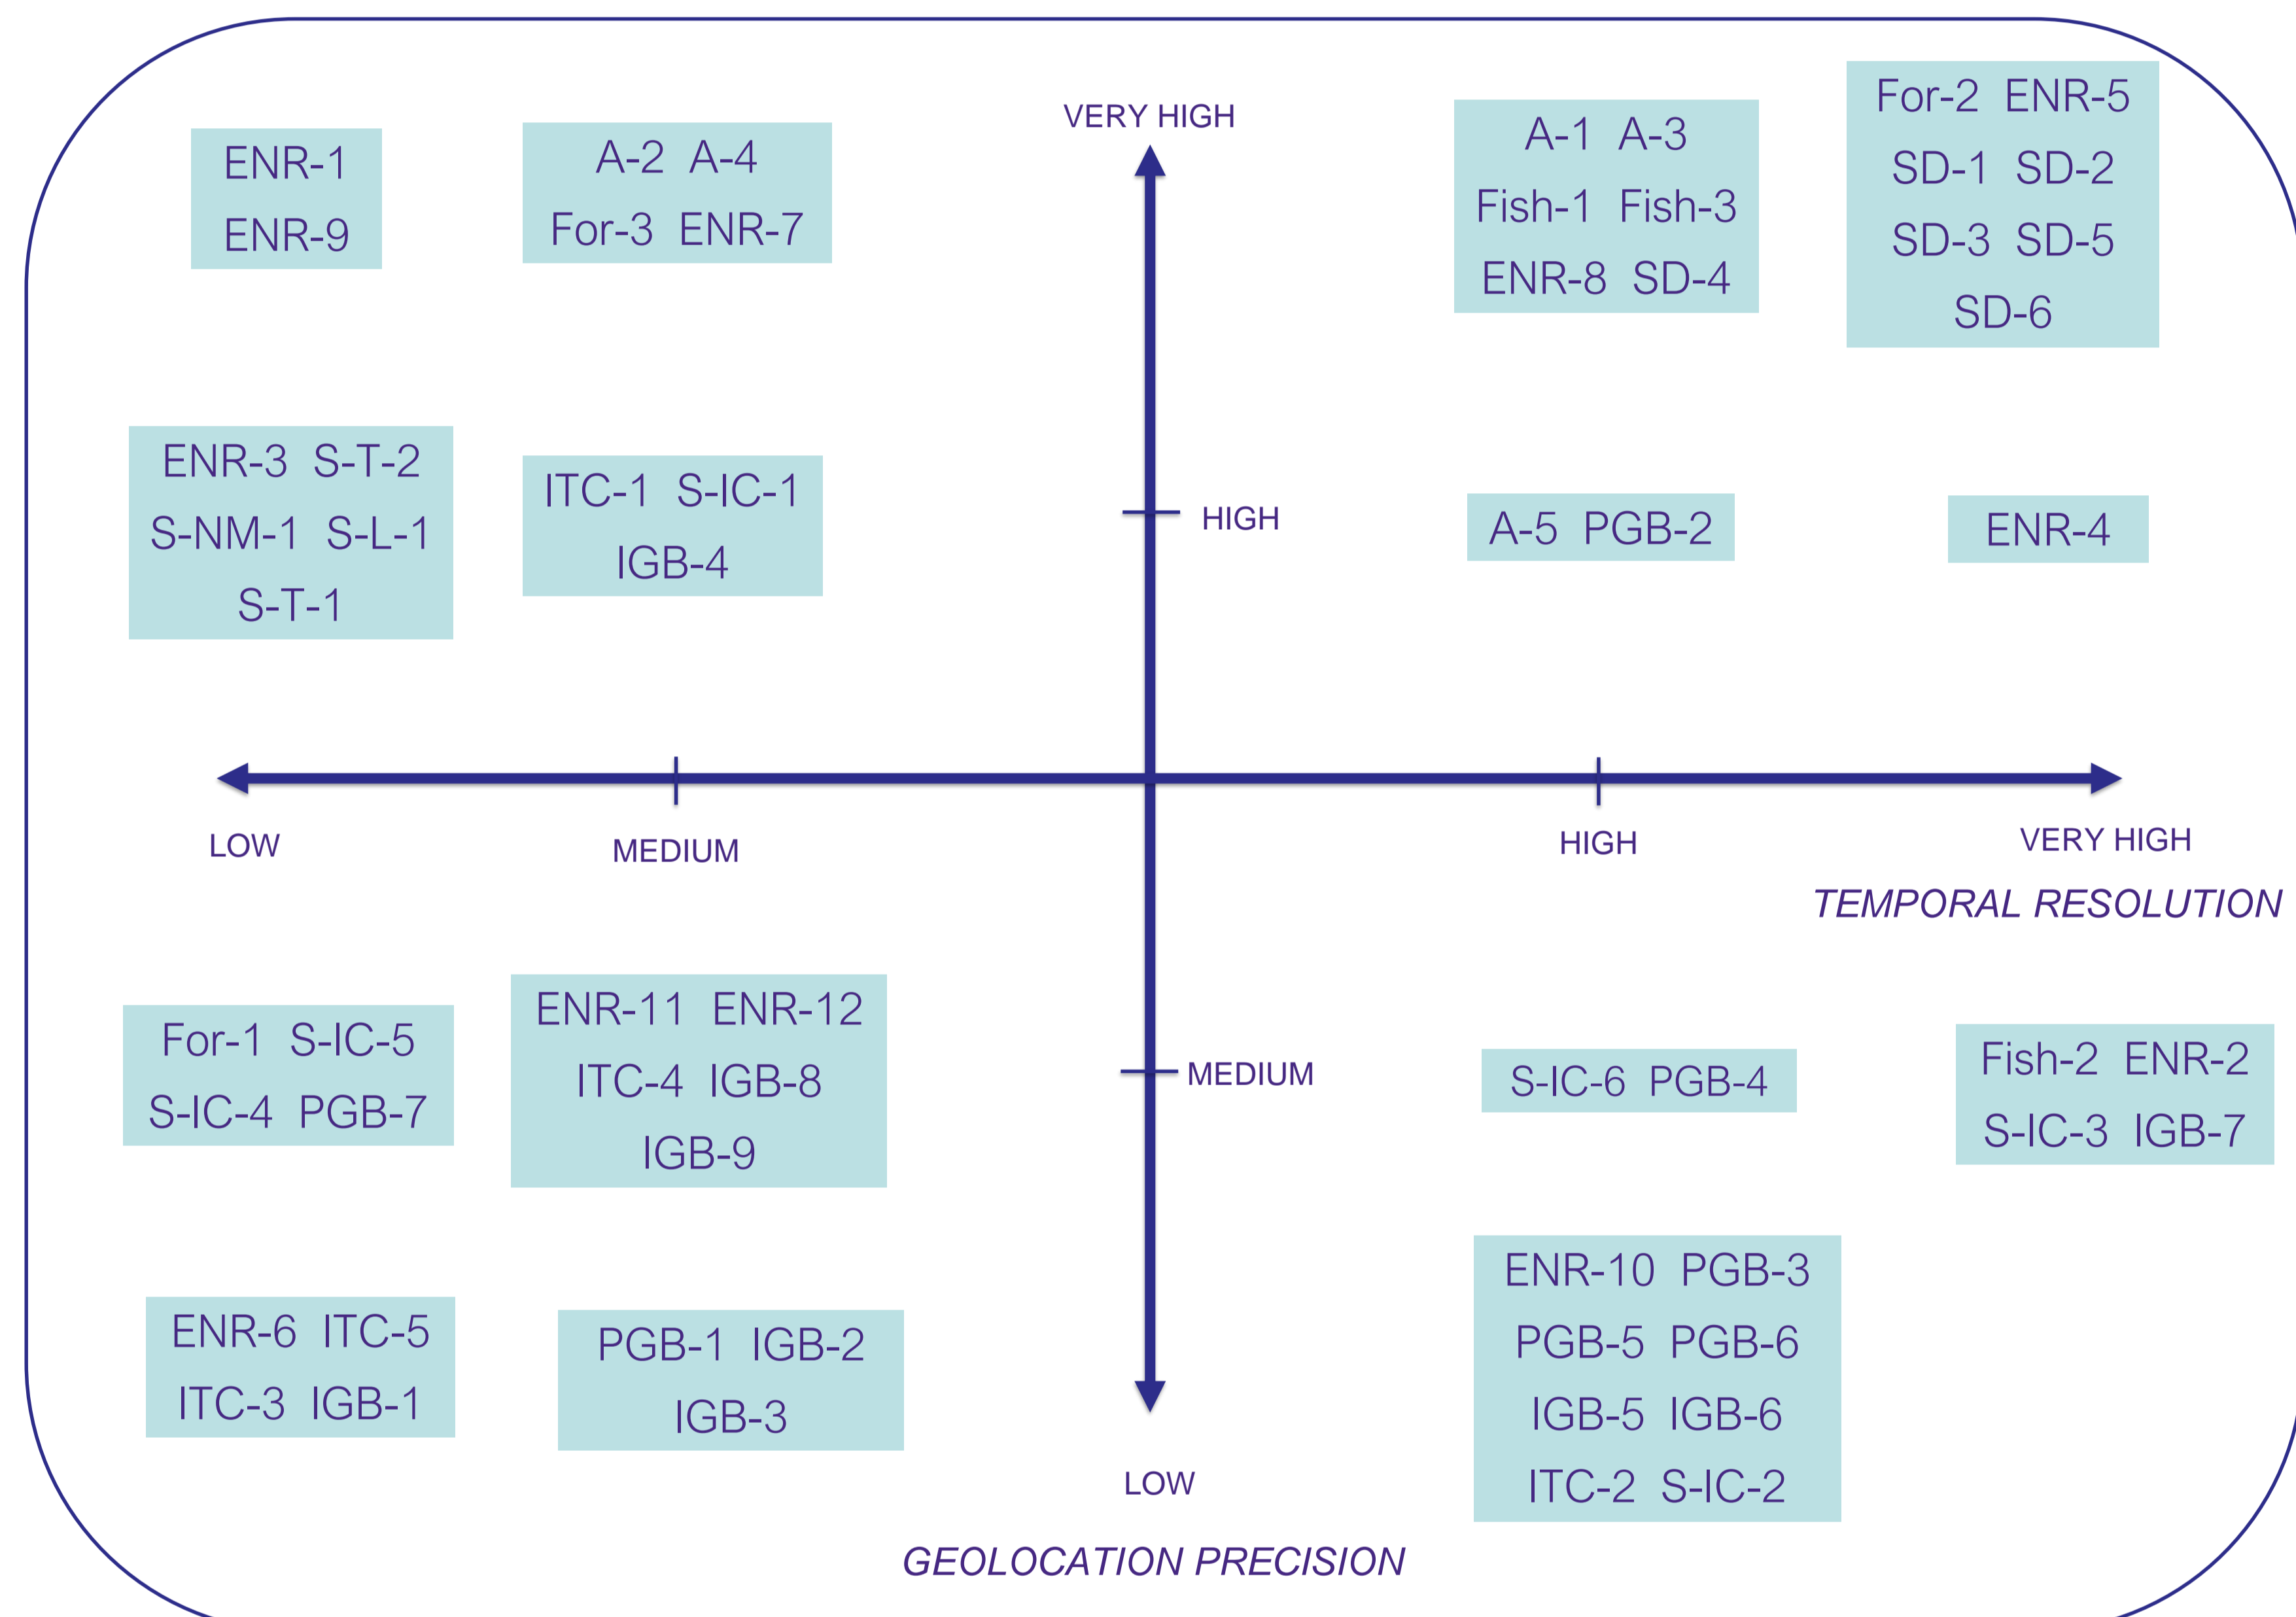 VERY HIGH
ENR-1
ENR-9
A-2 A-4
For-3 ENR-7
A-1 A-3
Fish-1 Fish-3
ENR-8 SD-4
For-2 ENR-5
SD-1 SD-2
SD-3 SD-5
SD-6
ENR-3 S-T-2
S-NM-1 S-L-1
S-T-1
ITC-1 S-IC-1
IGB-4
HIGH
A-5 PGB-2
ENR-4
LOW
MEDIUM
HIGH
VERY HIGH
TEMPORAL RESOLUTION
For-1 S-IC-5
S-IC-4 PGB-7
ENR-11 ENR-12
ITC-4 IGB-8
IGB-9
MEDIUM
S-IC-6 PGB-4
Fish-2 ENR-2
S-IC-3 IGB-7
ENR-6 ITC-5
ITC-3 IGB-1
PGB-1 IGB-2
IGB-3
ENR-10 PGB-3
PGB-5 PGB-6
IGB-5 IGB-6
ITC-2 S-IC-2
LOW
GEOLOCATION PRECISION